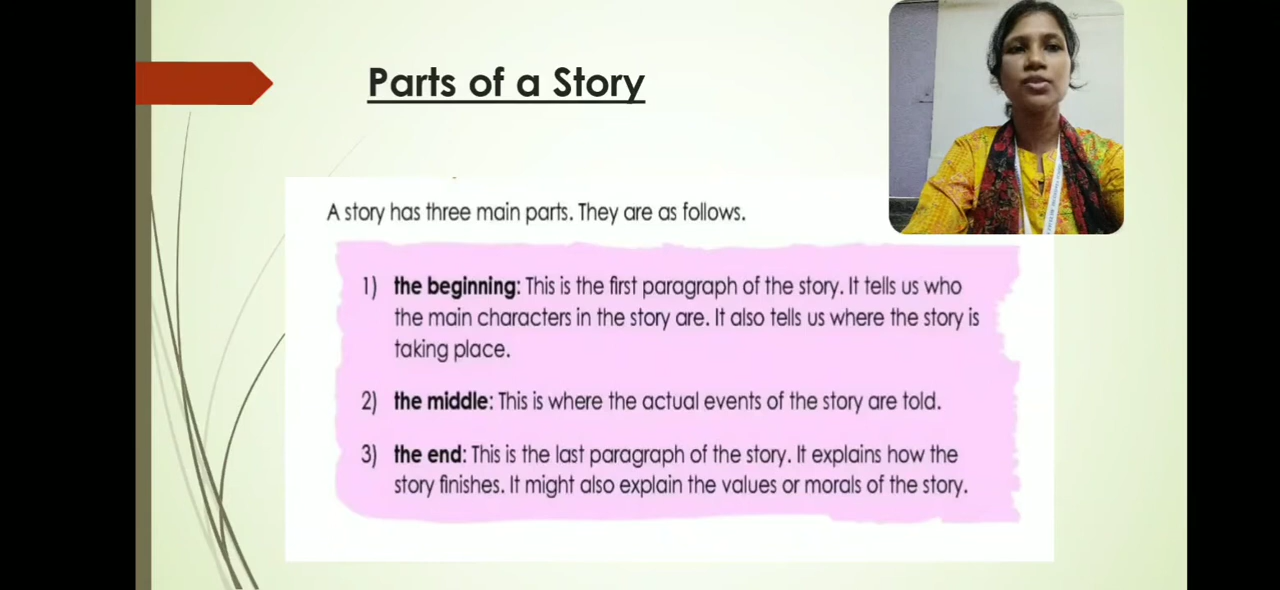 Parts of a Story
A story has three main parts. They are as follows.
1) the beginning: This is the first paragraph of the story. It tells us who
the main characters in the story are. It also tells us where the story is
taking place.
2) the middle: This is where the actual events of the story are told.
3) the end: This is the last paragraph of the story. It explains how the
story finishes. It might also explain the values or morals of the story.